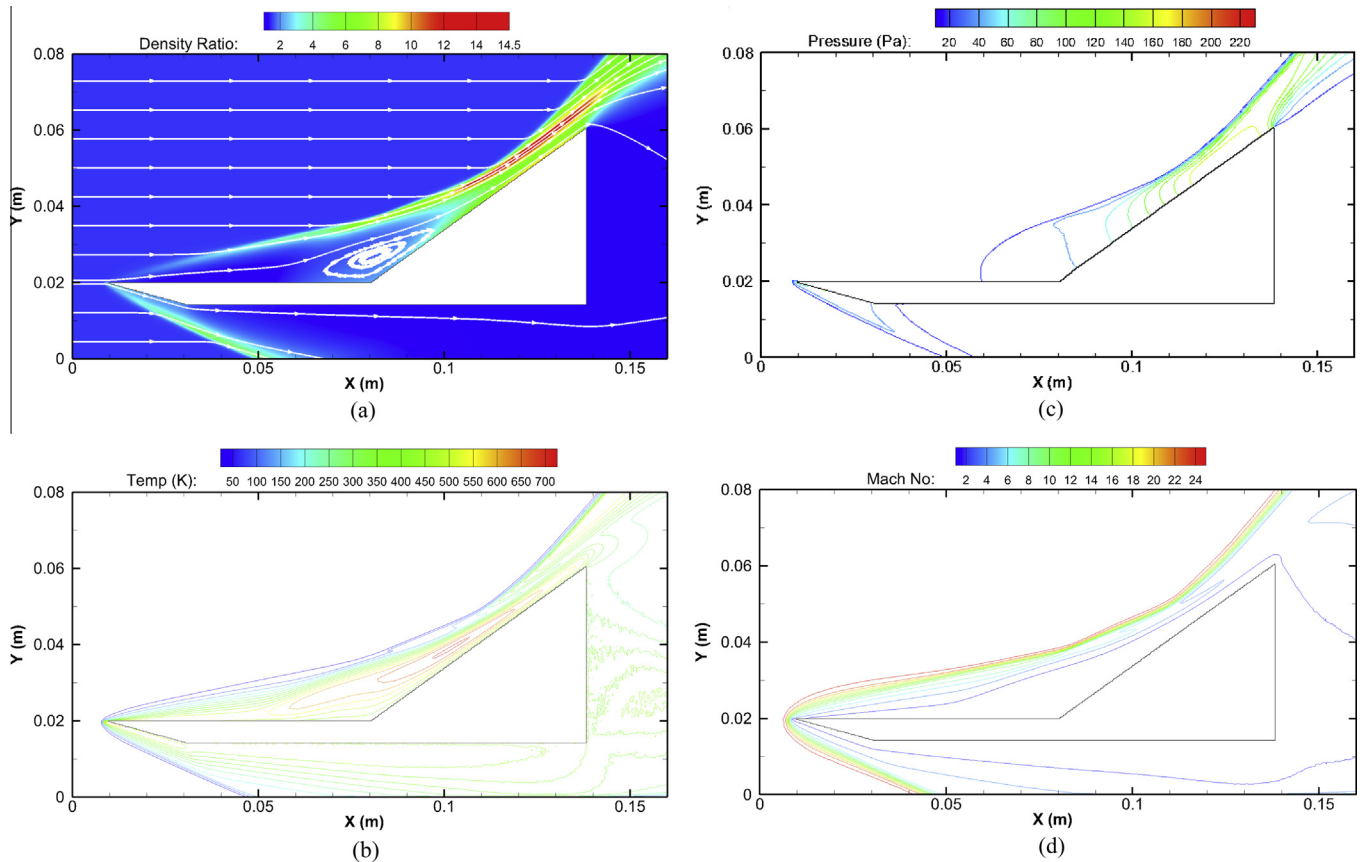 Density Ratio: 2 4 6 8 10 12 14 14.5
0.08
0.06
0.04
0.02
0
Y (m)
0 0.05 0.1 0.15
X (m)
(a)
Pressure (Pa): 20 40 60 80 100 120 140 160 180 200 220
0.08
0.06
0.04
0.02
0
Y (m)
0 0.05 0.1 0.15
X (m)
(c)
Temp (K): 50 100 150 200 250 300 350 400 450 500 550 600 650 700
0.08
0.06
0.04
0.02
0
Y (m)
0 0.05 0.1 0.15
X (m)
(b)
Mach No: 2 4 6 8 10 12 14 16 18 20 22 24
0.08
0.06
0.04
0.02
0
Y (m)
0 0.05 0.1 0.15
X (m)
(d)